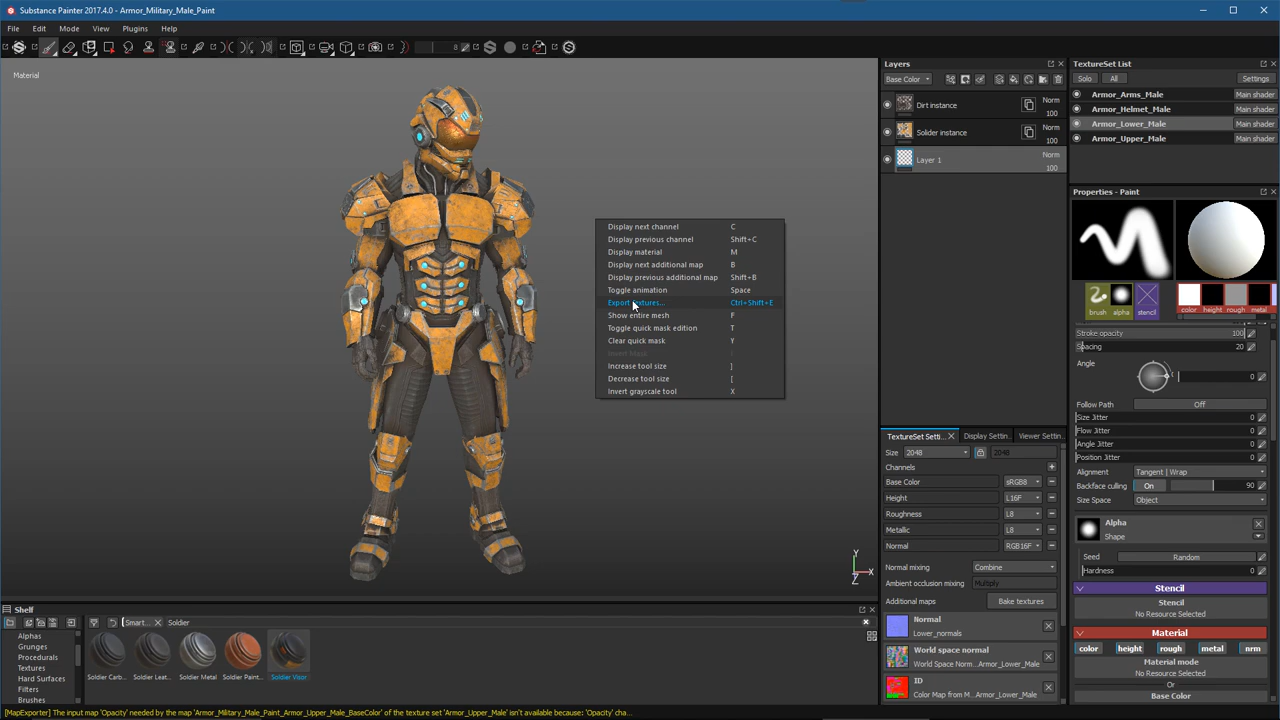 Substance Painter 2017.4.0 - Armor_Military_Male_Paint
File Edit Mode View Plugins Help
8
Material
Layers
Base Color
Dirt instance Norm 100
Solider instance Norm 100
Layer 1 Norm 100
TextureSet List
Solo All Settings
Armor_Arms_Male Main shader
Armor_Helmet_Male Main shader
Armor_Lower_Male Main shader
Armor_Upper_Male Main shader
Properties - Paint
brush alpha stencil color height rough metal
Stroke opacity 100
Spacing 20
Angle
0
Follow Path Off
Size Jitter 0
Flow Jitter 0
Angle Jitter 0
Position Jitter 0
Alignment Tangent | Wrap
Backface culling On 90
Size Space Object
Alpha
Shape
Seed Random
Hardness 0
Stencil
Stencil
No Resource Selected
Material
color height rough metal nrm
Material mode
No Resource Selected
Or
Base Color
Display next channel C
Display previous channel Shift+C
Display material M
Display next additional map B
Display previous additional map Shift+B
Toggle animation Space
Export textures... Ctrl+Shift+E
Show entire mesh F
Toggle quick mask edition T
Clear quick mask Y
Increase tool size ]
Decrease tool size [
Invert grayscale tool X
Y
X
Z
TextureSet Setti... Display Settin... Viewer Settin...
Size 2048 2048
Channels
Base Color sRGB8
Height L16F
Roughness L8
Metallic L8
Normal RGB16F
Normal mixing Combine
Ambient occlusion mixing Multiply
Additional maps Bake textures
Normal
Lower_normals
World space normal
World Space Norm...Armor_Lower_Male
ID
Color Map from M...Armor_Lower_Male
Shelf
Smart... Soldier
Alphas
Grunges
Procedurals
Textures
Hard Surfaces
Filters
Brushes
Soldier Carb... Soldier Leat... Soldier Metal Soldier Paint... Soldier Visor
[MapExporter] The input map 'Opacity' needed by the map 'Armor_Military_Male_Paint_Armor_Upper_Male_BaseColor' of the texture set 'Armor_Upper_Male' isn't available because: 'Opacity' cha...